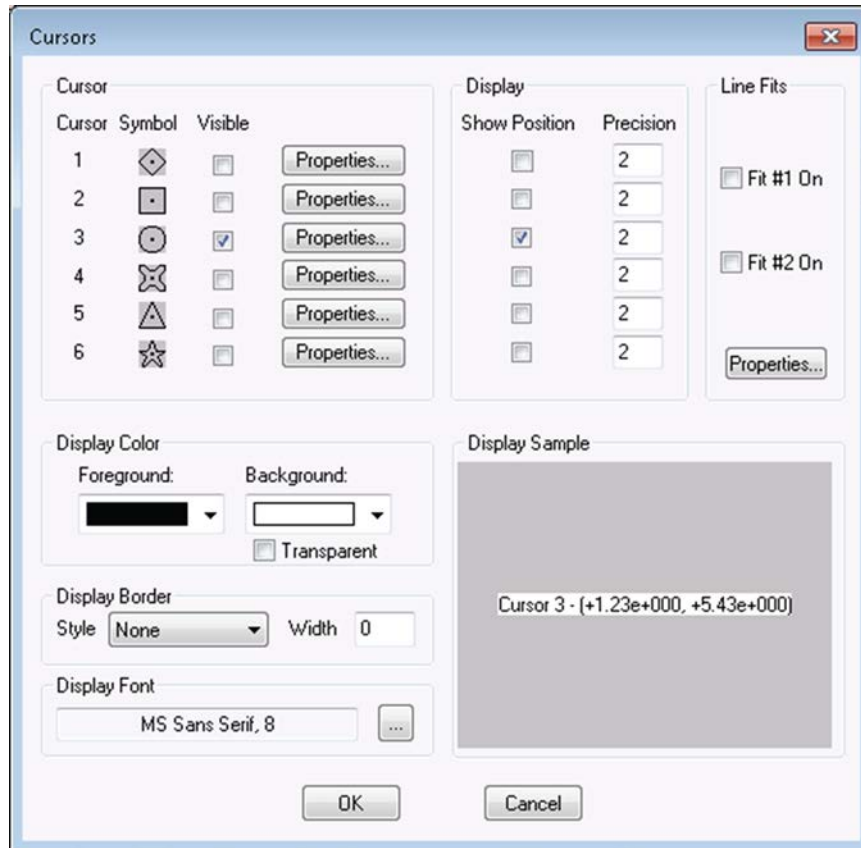 Cursors
Cursor
Display
Line Fits
Cursor Symbol Visible
Show Position Precision
1 Properties... 2
2 Properties... 2
3 Properties... 2
4 Properties... 2
5 Properties... 2
6 Properties... 2
Fit #1 On
Fit #2 On
Properties...
Display Color
Foreground: Background:
Transparent
Display Border
Style None Width 0
Display Font
MS Sans Serif, 8 ...
Display Sample
Cursor 3 - (+1.23e+000, +5.43e+000)
OK Cancel